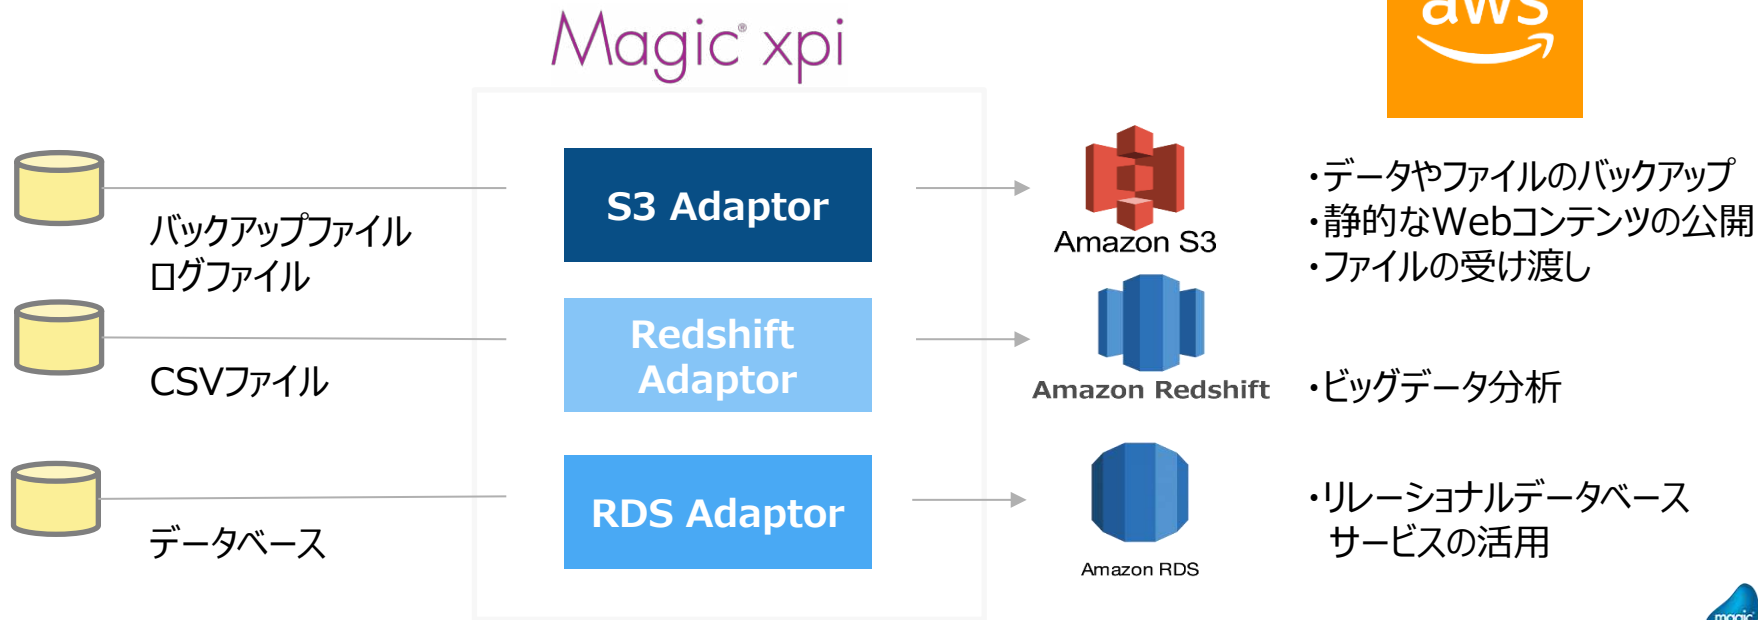 Magic® xpi
aws
S3 Adaptor
バックアップファイル
ログファイル
Amazon S3
・データやファイルのバックアップ
・静的なWebコンテンツの公開
・ファイルの受け渡し
Redshift
Adaptor
CSVファイル
Amazon Redshift
・ビッグデータ分析
RDS Adaptor
データベース
Amazon RDS
・リレーショナルデータベース
サービスの活用
magic